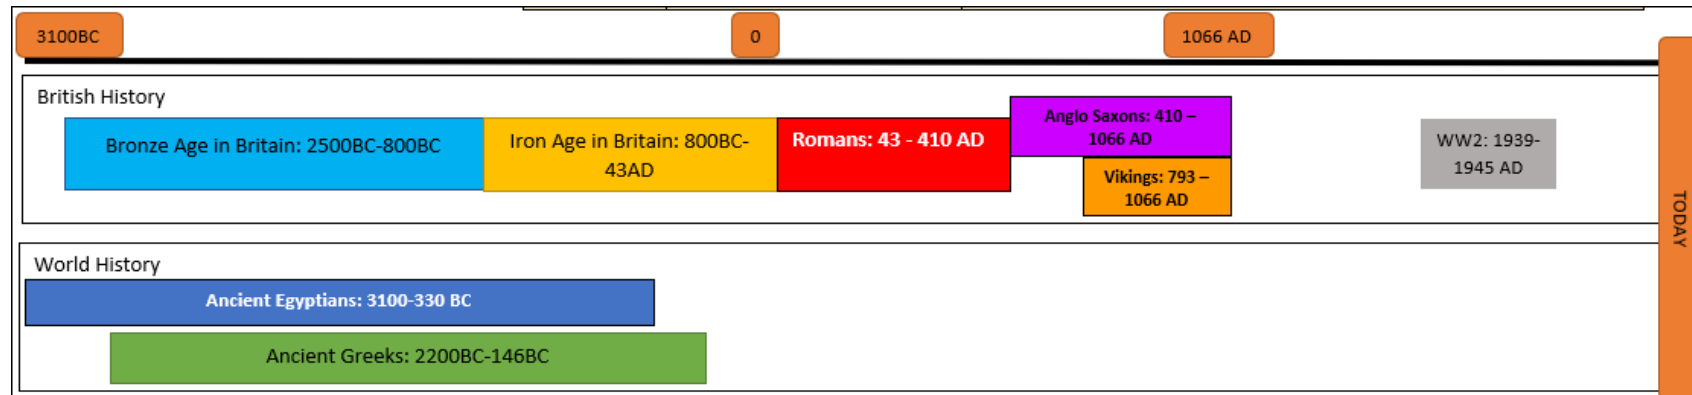 3100BC
0
1066 AD
British History
Bronze Age in Britain: 2500BC-800BC
Iron Age in Britain: 800BC-
43AD
Romans: 43 - 410 AD
Anglo Saxons: 410 –
1066 AD
Vikings: 793 –
1066 AD
WW2: 1939-
1945 AD
TODAY
World History
Ancient Egyptians: 3100-330 BC
Ancient Greeks: 2200BC-146BC